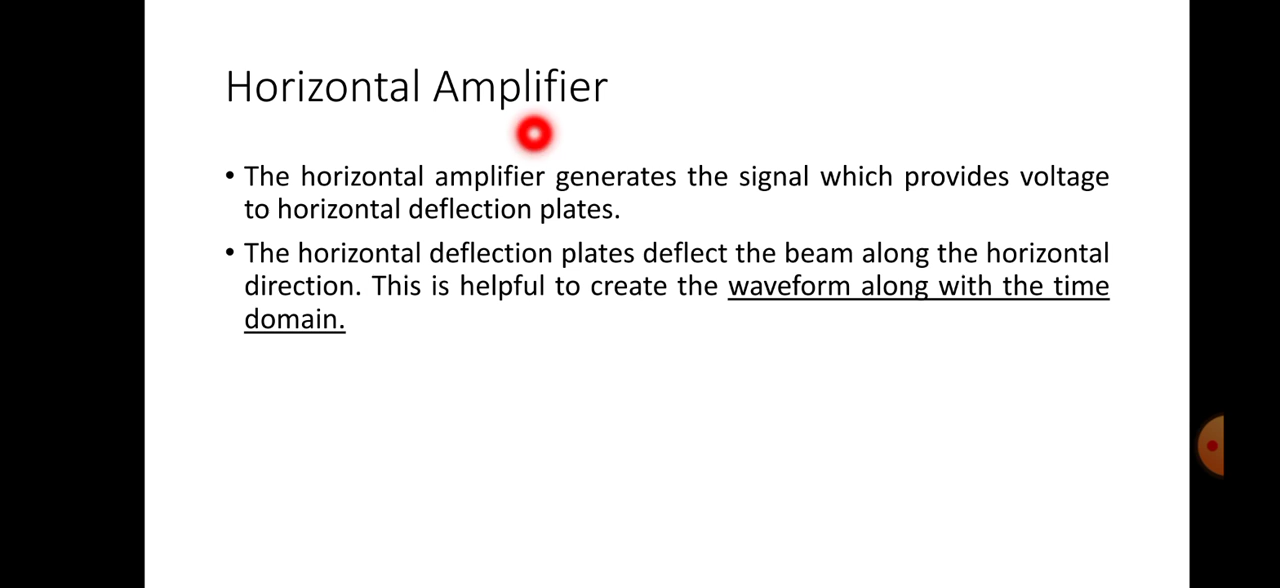 Horizontal Amplifier
• The horizontal amplifier generates the signal which provides voltage
to horizontal deflection plates.
• The horizontal deflection plates deflect the beam along the horizontal
direction. This is helpful to create the waveform along with the time
domain.